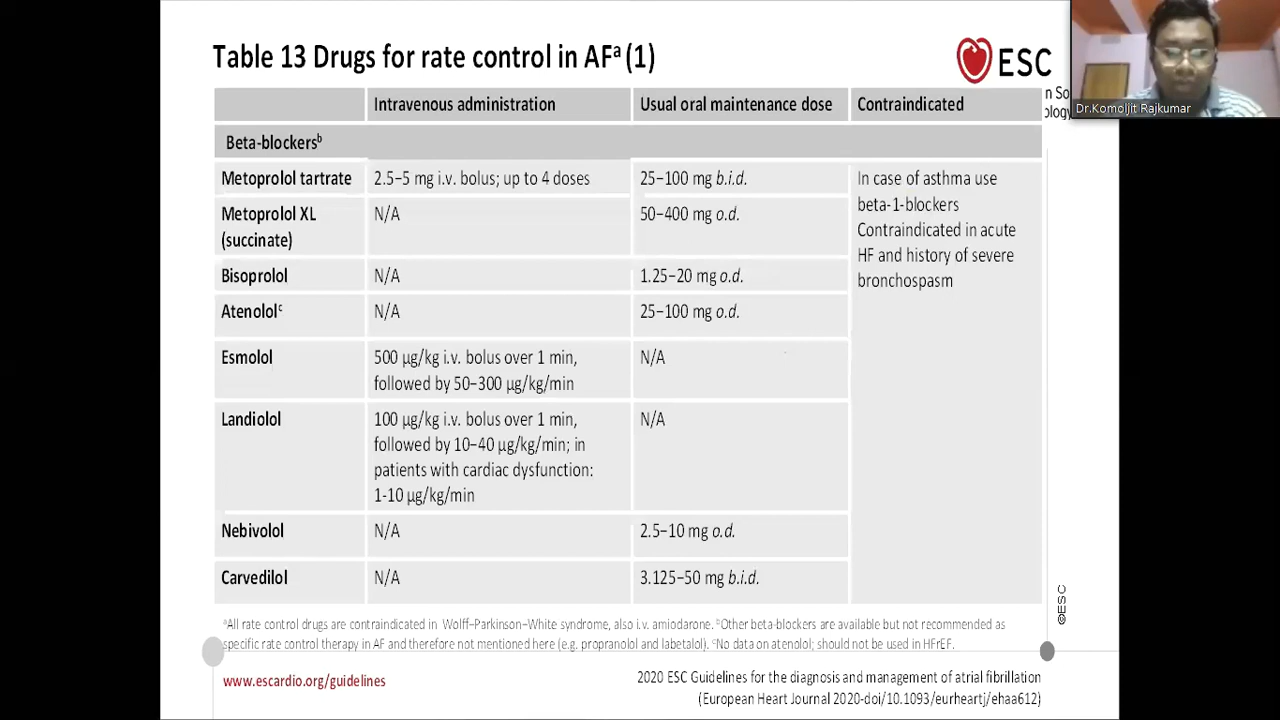 Table 13 Drugs for rate control in AFᵃ (1)
ESC
n So
ology
Dr.Komoljit Rajkumar
Intravenous administration Usual oral maintenance dose Contraindicated
Beta-blockersᵇ
Metoprolol tartrate 2.5–5 mg i.v. bolus; up to 4 doses 25–100 mg b.i.d.
In case of asthma use
beta-1-blockers
Contraindicated in acute
HF and history of severe
bronchospasm
Metoprolol XL
(succinate)
N/A 50–400 mg o.d.
Bisoprolol N/A 1.25–20 mg o.d.
Atenololᶜ N/A 25–100 mg o.d.
Esmolol 500 µg/kg i.v. bolus over 1 min,
followed by 50–300 µg/kg/min
N/A
Landiolol 100 µg/kg i.v. bolus over 1 min,
followed by 10–40 µg/kg/min; in
patients with cardiac dysfunction:
1-10 µg/kg/min
N/A
Nebivolol N/A 2.5–10 mg o.d.
Carvedilol N/A 3.125–50 mg b.i.d.
©ESC
ᵃAll rate control drugs are contraindicated in Wolff–Parkinson–White syndrome, also i.v. amiodarone. ᵇOther beta-blockers are available but not recommended as
specific rate control therapy in AF and therefore not mentioned here (e.g. propranolol and labetalol). ᶜNo data on atenolol; should not be used in HFrEF.
www.escardio.org/guidelines
2020 ESC Guidelines for the diagnosis and management of atrial fibrillation
(European Heart Journal 2020-doi/10.1093/eurheartj/ehaa612)